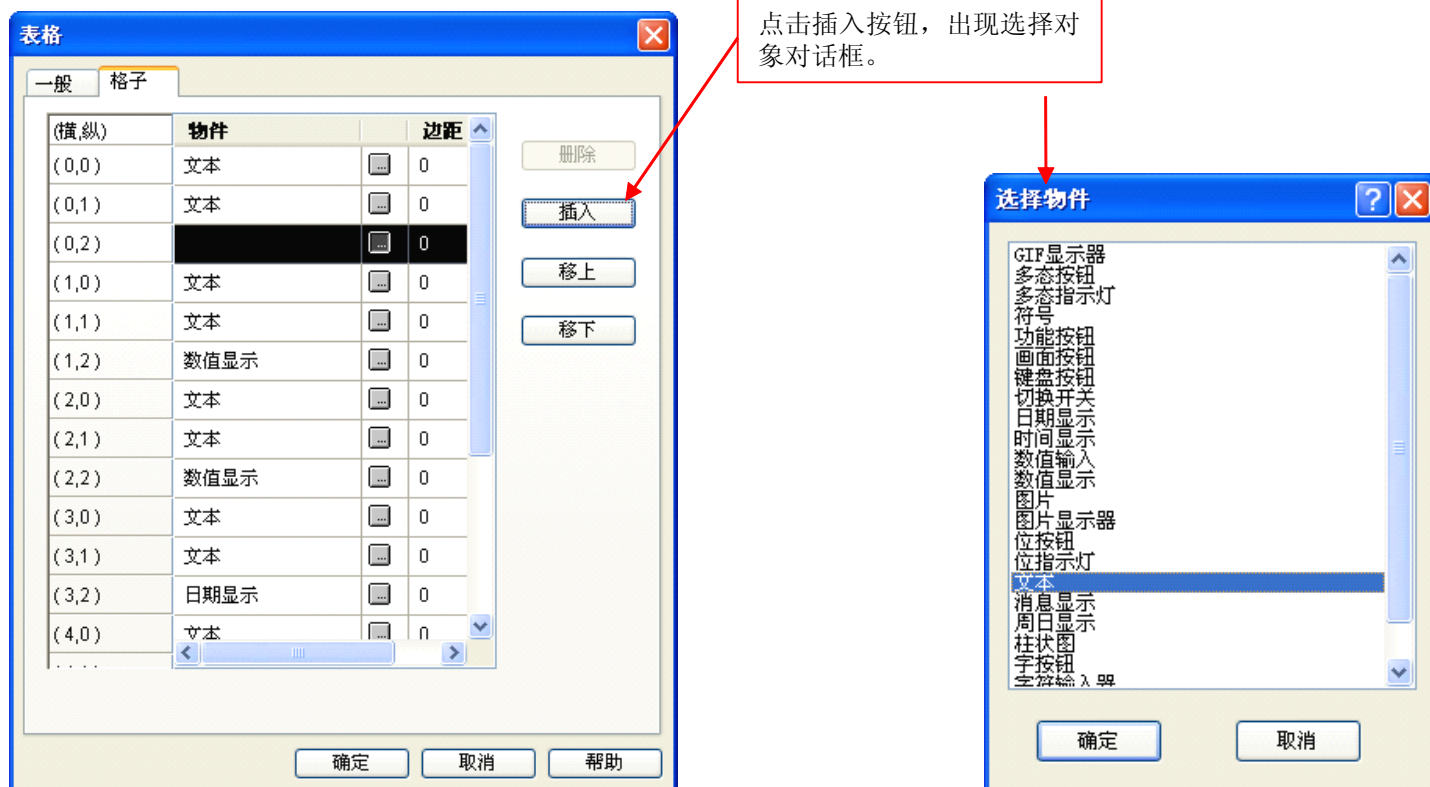 点击插入按钮，出现选择对
象对话框。
表格
一般 格子
(横,纵) 物件 边距
(0,0) 文本 ... 0
(0,1) 文本 ... 0
(0,2) ... 0
(1,0) 文本 ... 0
(1,1) 文本 ... 0
(1,2) 数值显示 ... 0
(2,0) 文本 ... 0
(2,1) 文本 ... 0
(2,2) 数值显示 ... 0
(3,0) 文本 ... 0
(3,1) 文本 ... 0
(3,2) 日期显示 ... 0
(4,0) 文本 ... 0
删除
插入
移上
移下
确定 取消 帮助
选择物件
GIF显示器
多态按钮
多态指示灯
符号
功能按钮
画面按钮
键盘按钮
切换开关
日期显示
时间显示
数值输入
数值显示
图片
图片显示器
位按钮
位指示灯
文本
消息显示
周日显示
柱状图
字按钮
字符输入器
确定 取消